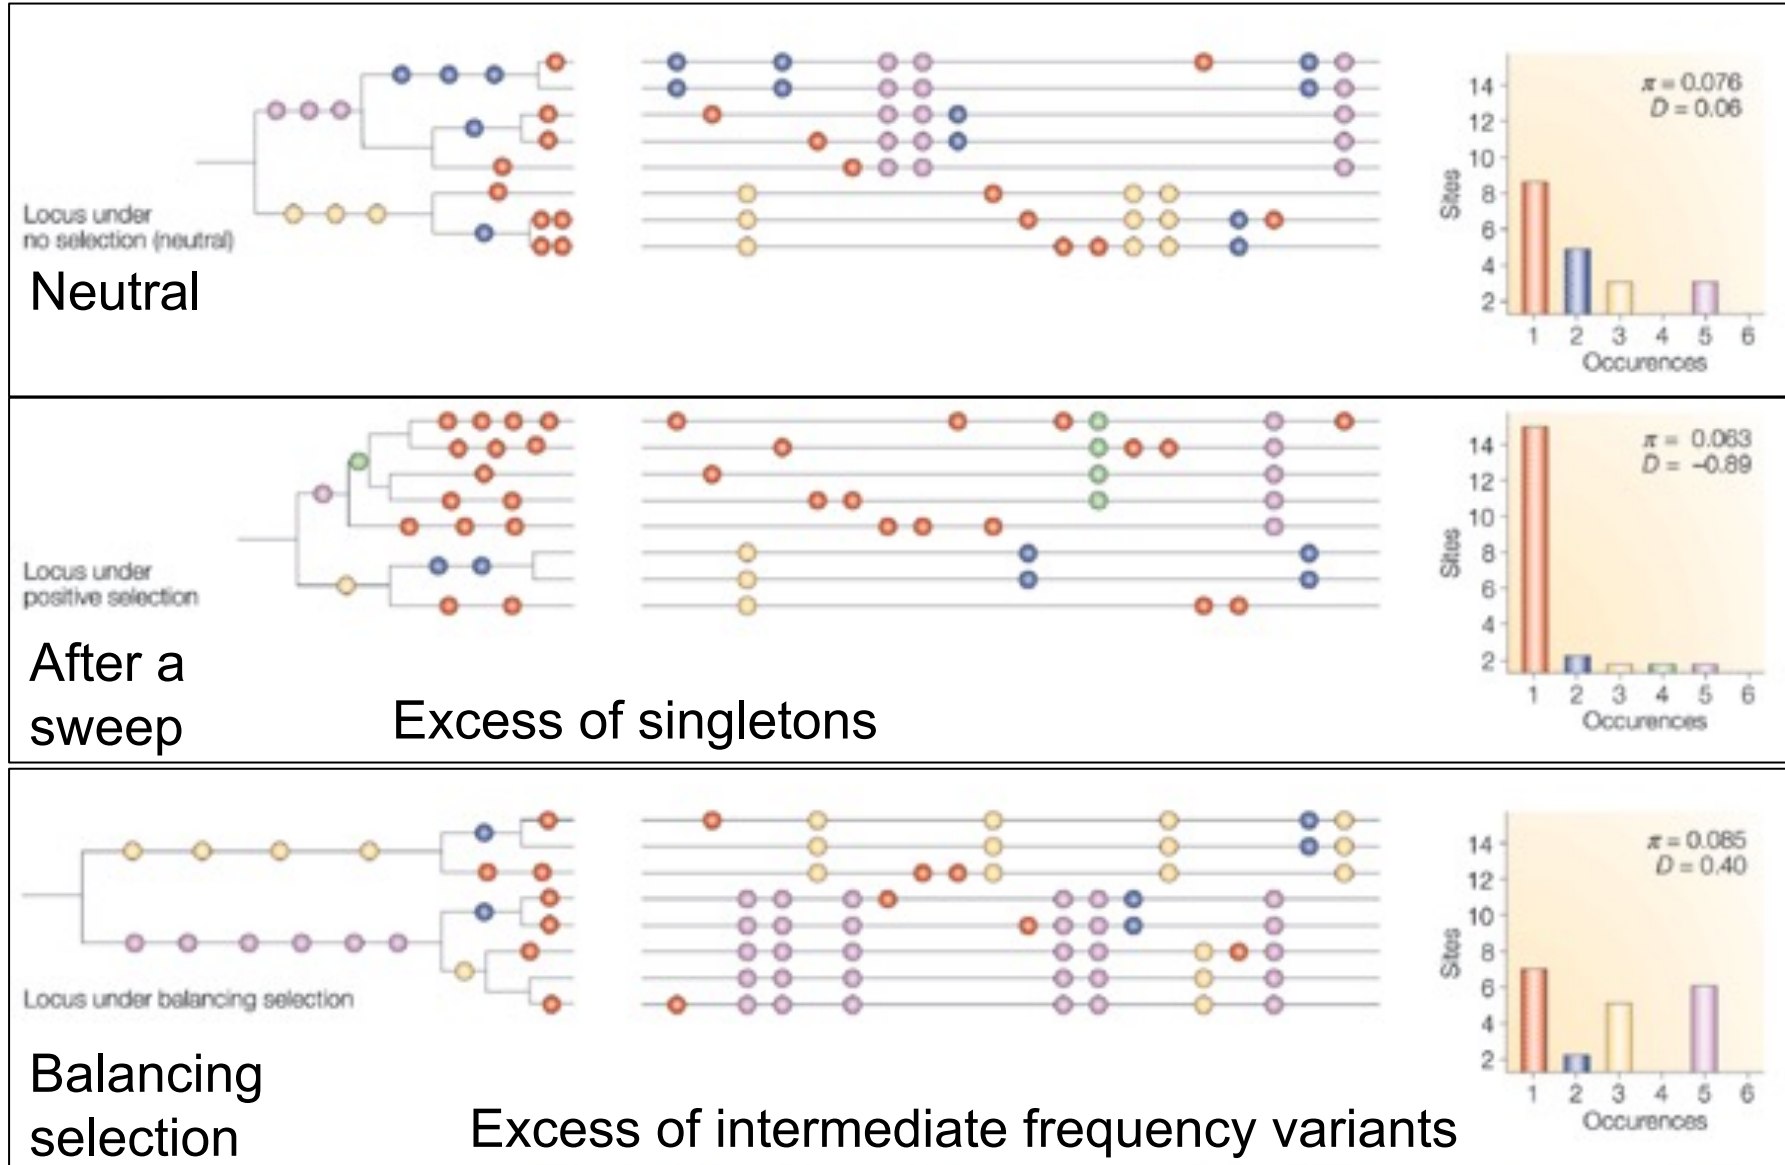 Locus under
no selection (neutral)
Neutral
14
12
10
8
6
4
2
Sites
π = 0.076
D = 0.06
1 2 3 4 5 6
Occurences
Locus under
positive selection
After a
sweep
Excess of singletons
14
12
10
8
6
4
2
Sites
π = 0.063
D = –0.89
1 2 3 4 5 6
Occurences
Locus under balancing selection
Balancing
selection
Excess of intermediate frequency variants
14
12
10
8
6
4
2
Sites
π = 0.085
D = 0.40
1 2 3 4 5 6
Occurences